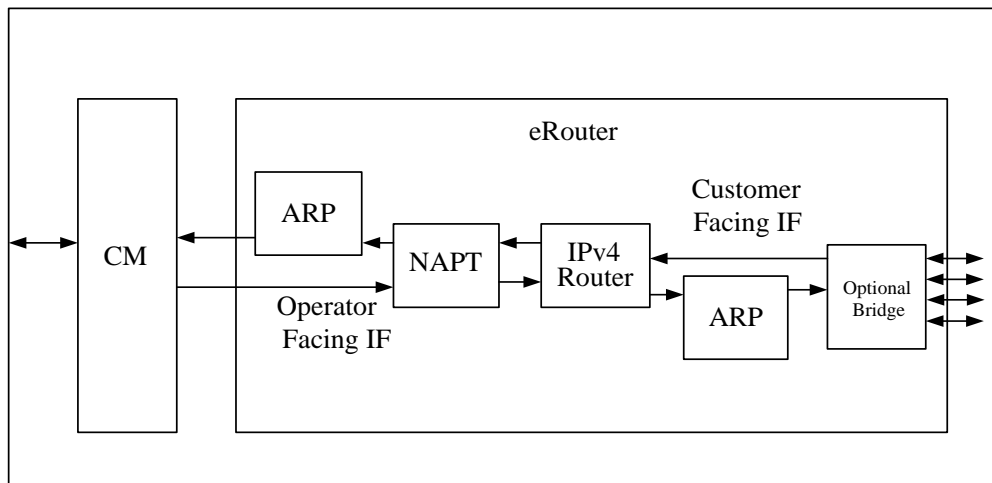 eRouter
Customer
Facing IF
ARP
CM
NAPT
IPv4
Router
Operator
Facing IF
ARP
Optional
Bridge